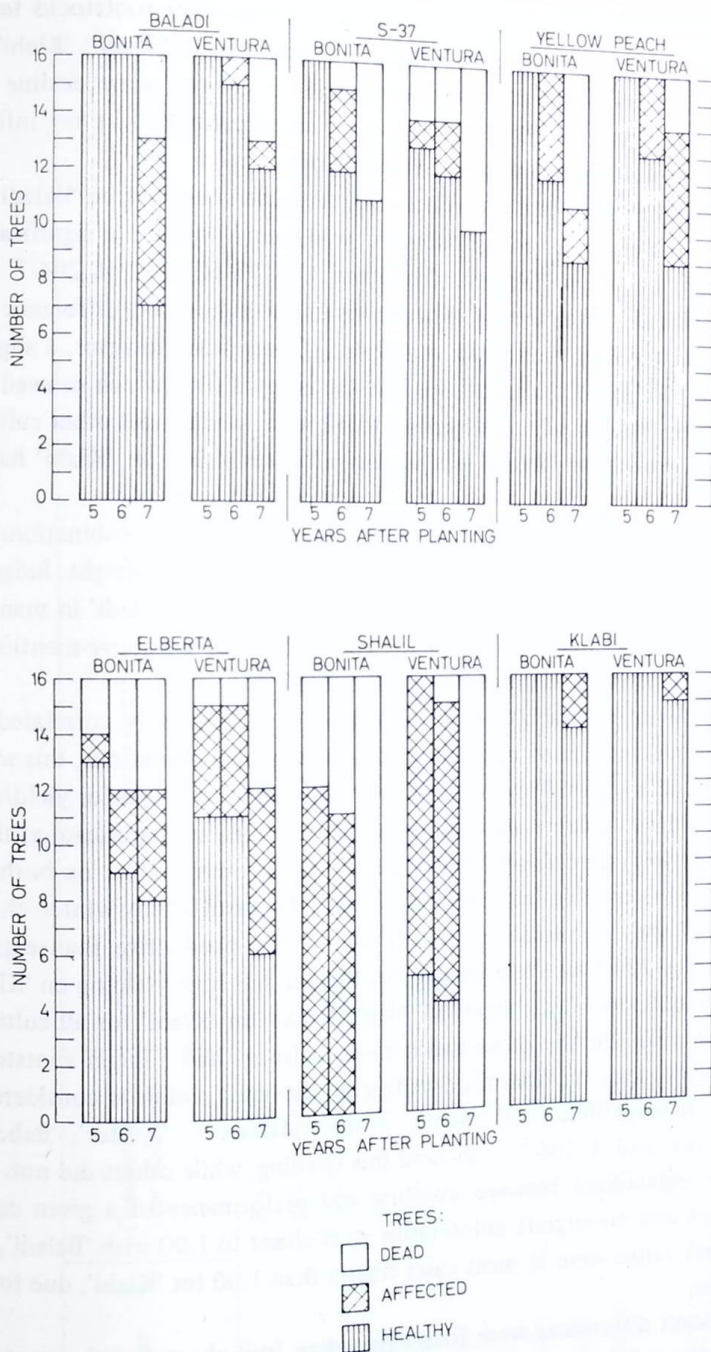 BALADI S-37 YELLOW PEACH
BONITA VENTURA BONITA VENTURA BONITA VENTURA
16
14
12
10
8
6
4
2
0
NUMBER OF TREES
5 6 7 5 6 7 5 6 7 5 6 7 5 6 7 5 6 7
YEARS AFTER PLANTING
ELBERTA SHALIL KLABI
BONITA VENTURA BONITA VENTURA BONITA VENTURA
16
14
12
10
8
6
4
2
0
NUMBER OF TREES
5 6 7 5 6 7 5 6 7 5 6 7 5 6 7 5 6 7
YEARS AFTER PLANTING
TREES:
DEAD
AFFECTED
HEALTHY